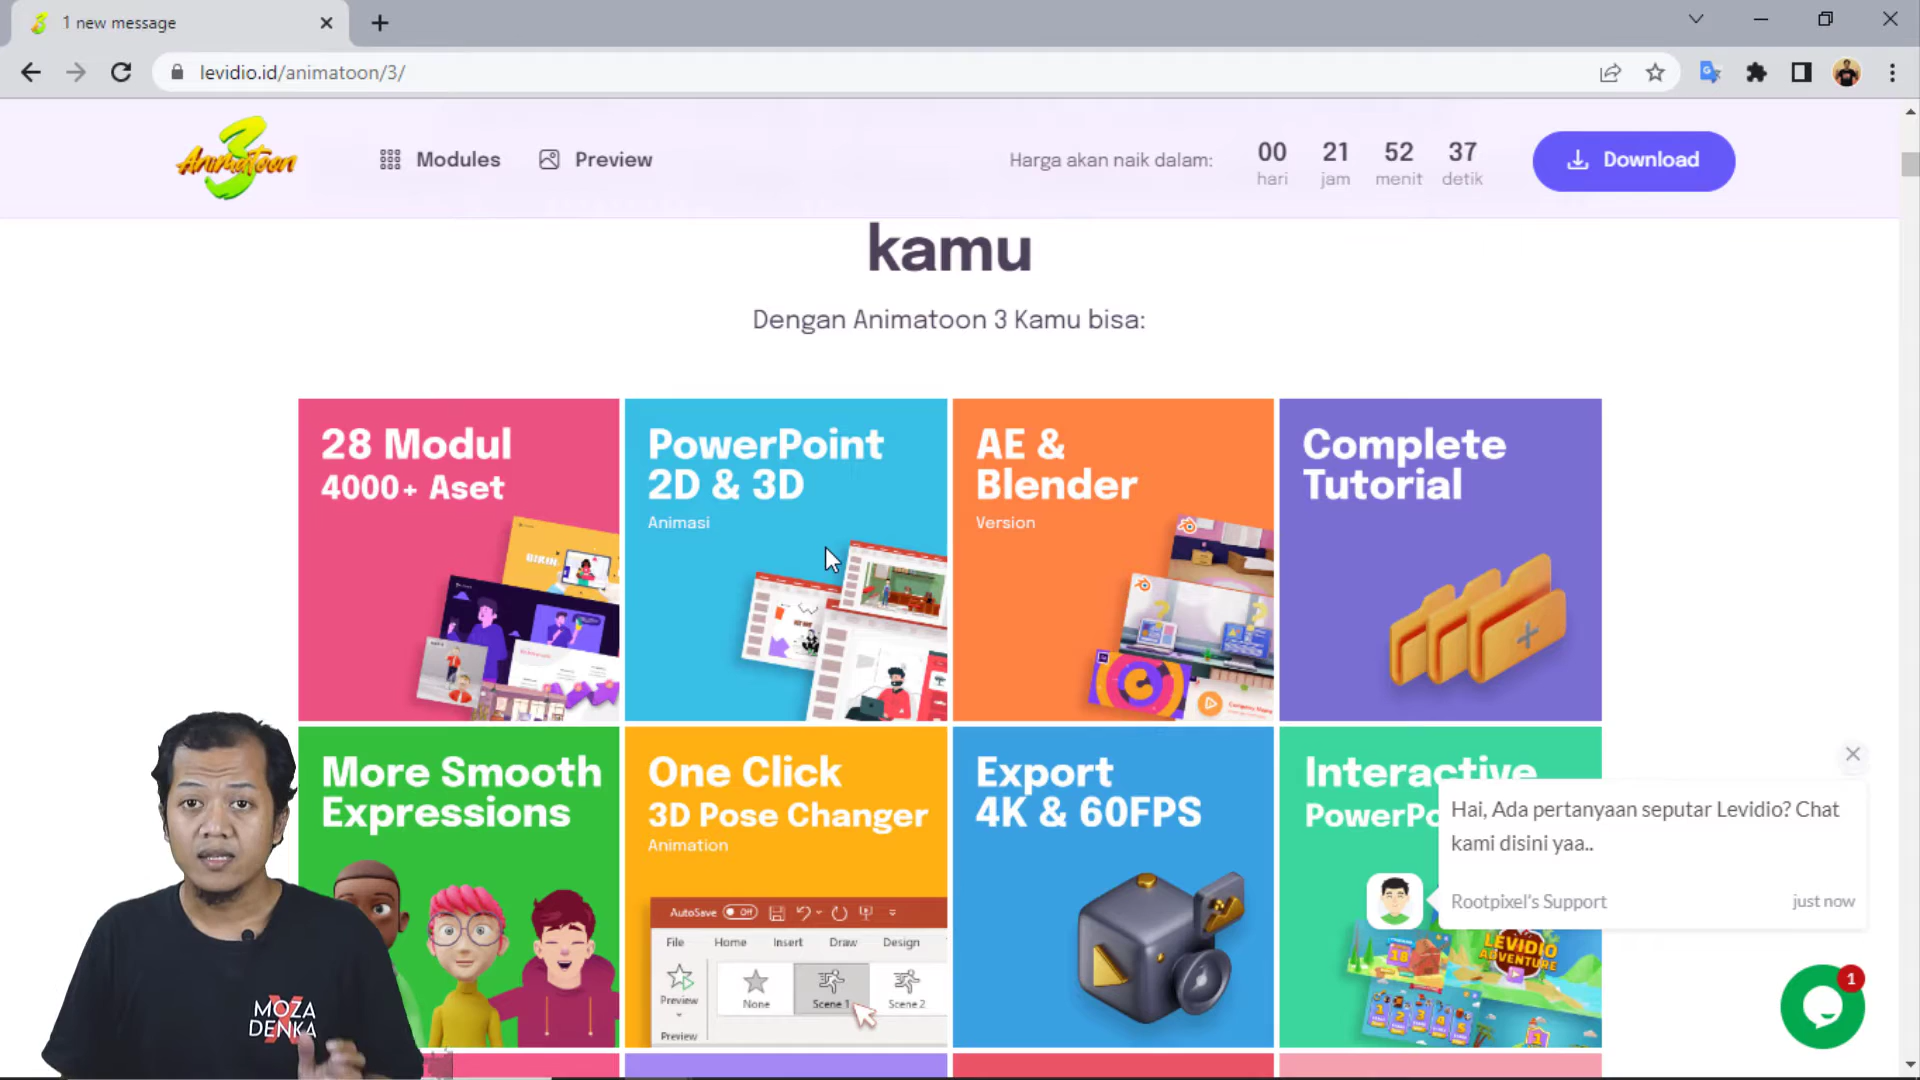 1 new message
levidio.id/animatoon/3/
3
Animatoon
Modules
Preview
Harga akan naik dalam:
00
hari
21
jam
52
menit
37
detik
Download
kamu
Dengan Animatoon 3 Kamu bisa:
28 Modul
4000+ Aset
PowerPoint
2D & 3D
Animasi
AE &
Blender
Version
Complete
Tutorial
More Smooth
Expressions
One Click
3D Pose Changer
Animation
AutoSave Off
File Home Insert Draw Design
Preview
None
Scene 1
Scene 2
Preview
Export
4K & 60FPS
Interactive
Hai, Ada pertanyaan seputar Levidio? Chat
kami disini yaa..
Rootpixel's Support
just now
LEVIDIO
ADVENTURE
1
MOZA
DENKA